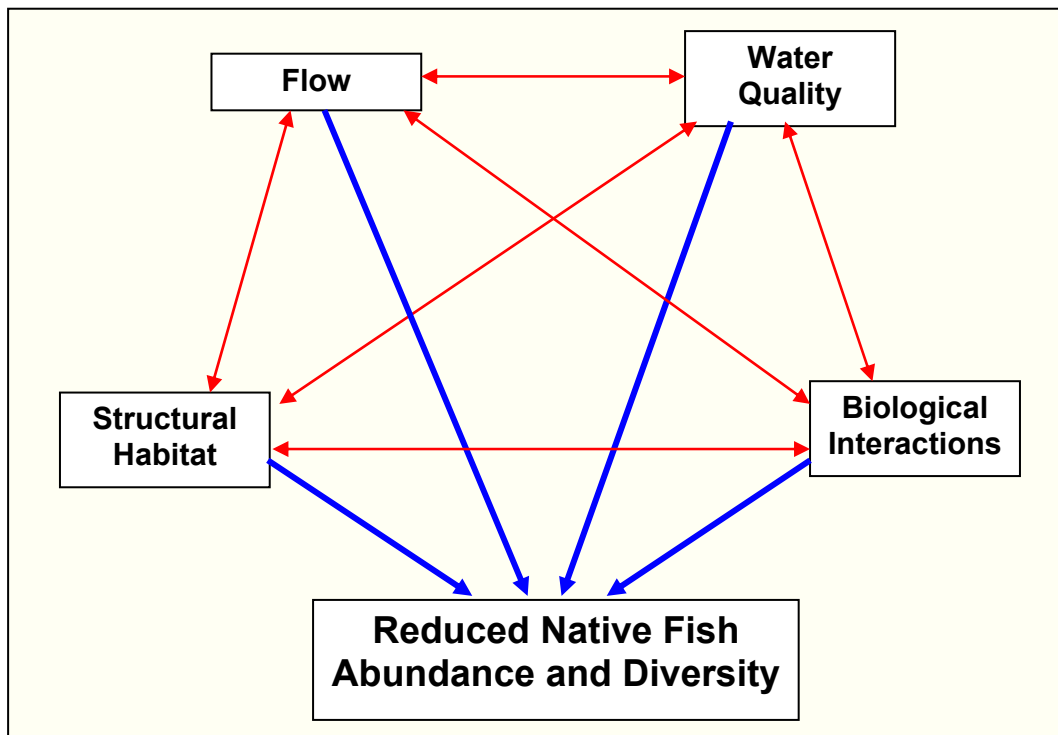 Flow
Water
Quality
Structural
Habitat
Biological
Interactions
Reduced Native Fish
Abundance and Diversity